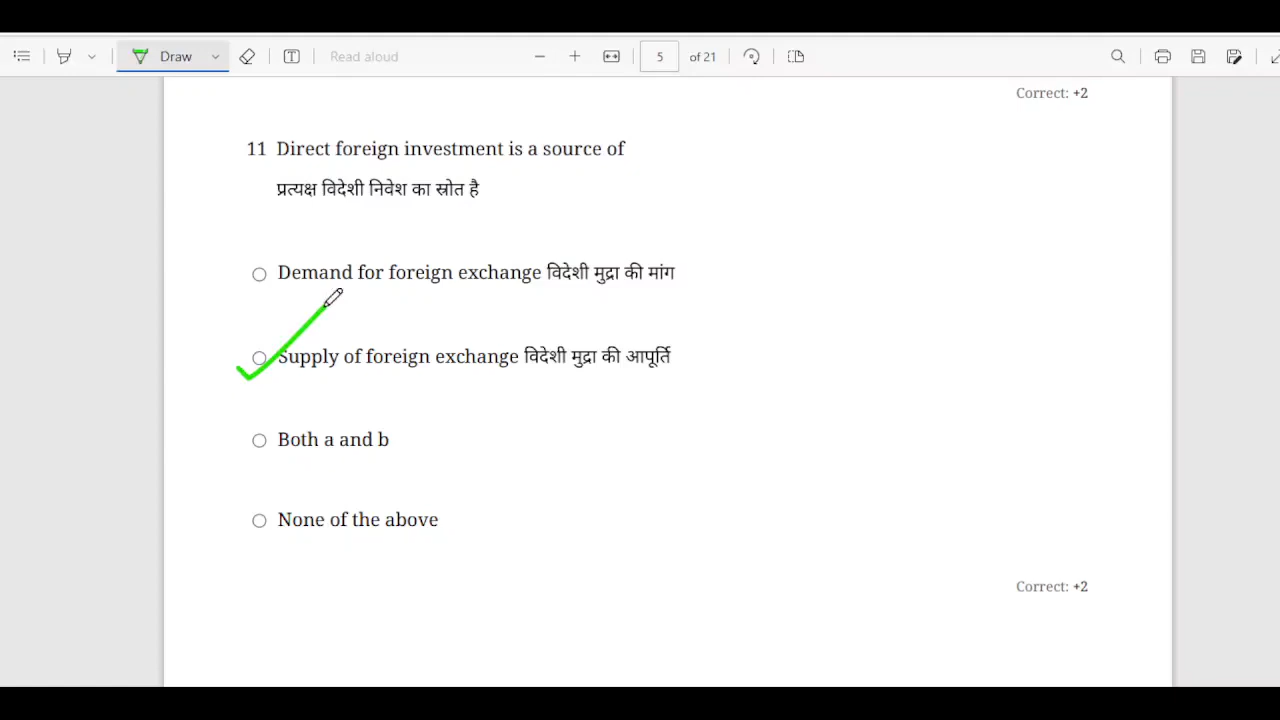 Draw
Read aloud
5 of 21
Correct: +2
11 Direct foreign investment is a source of
प्रत्यक्ष विदेशी निवेश का स्रोत है
Demand for foreign exchange विदेशी मुद्रा की मांग
Supply of foreign exchange विदेशी मुद्रा की आपूर्ति
Both a and b
None of the above
Correct: +2